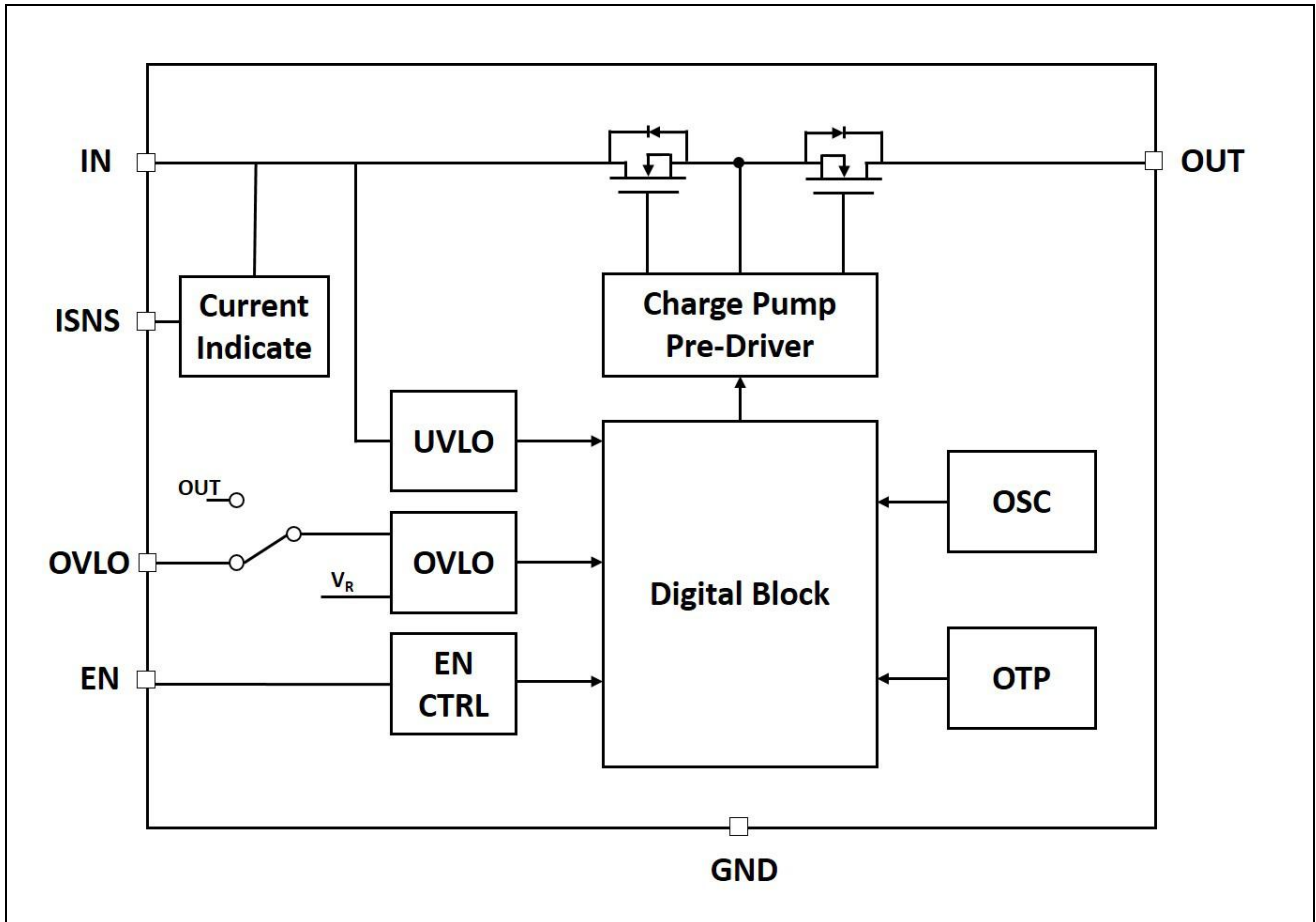 IN
OUT
ISNS
Current
Indicate
Charge Pump
Pre-Driver
UVLO
OUT
OVLO
OVLO
VR
EN
EN
CTRL
Digital Block
OSC
OTP
GND